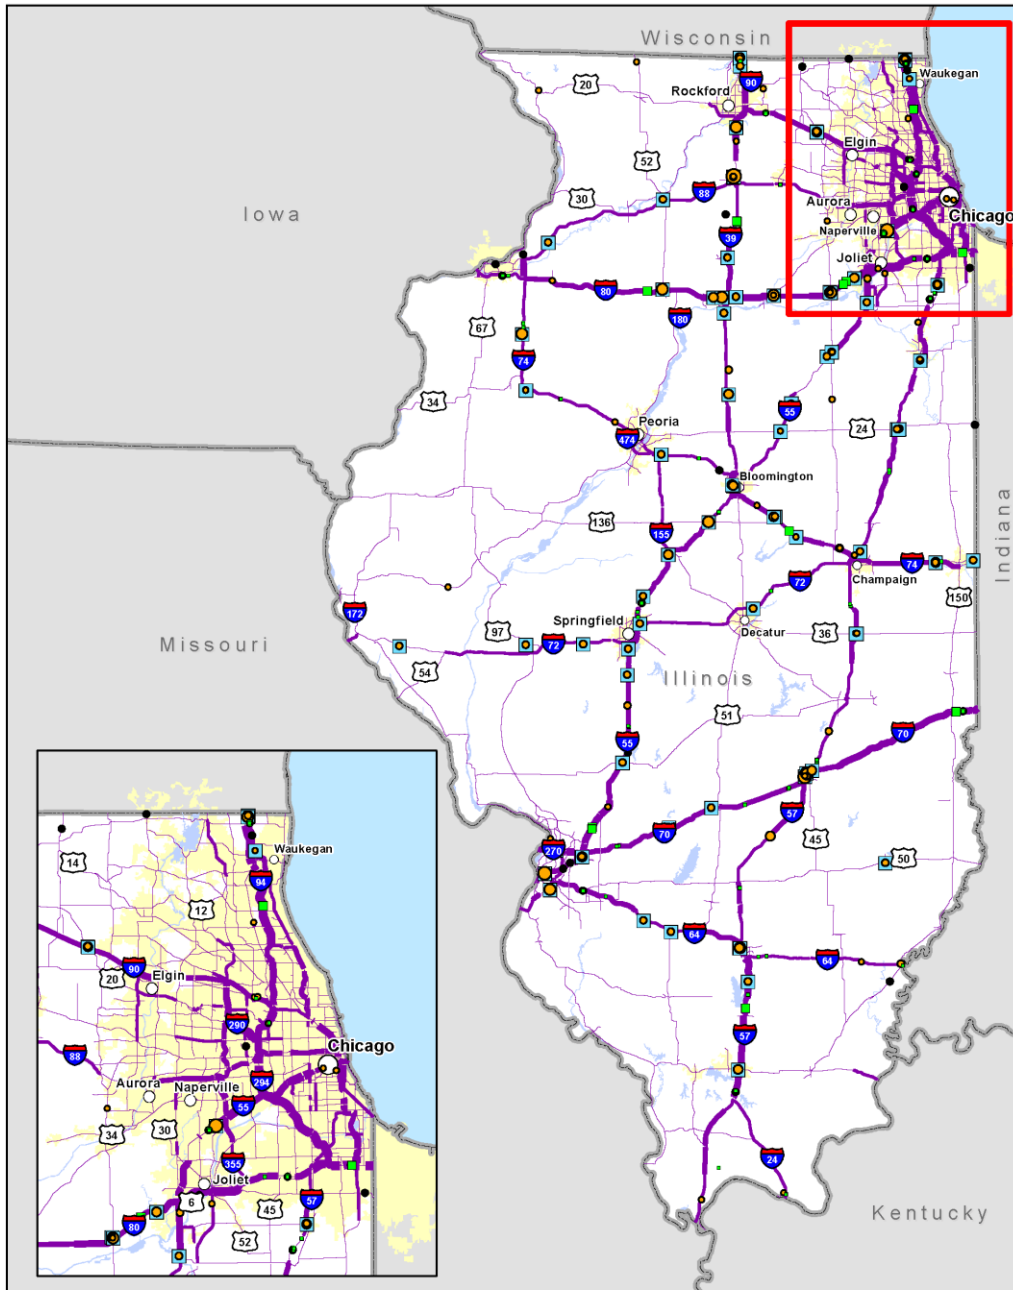 Wisconsin
90
Waukegan
20
Rockford
Elgin
52
88
30
Iowa
Aurora
Chicago
Naperville
39
Joliet
80
180
67
74
34
55
Peoria
24
474
Bloomington
Indiana
136
155
74
72
Champaign
150
172
97
Springfield
Decatur
36
Missouri
72
54
Illinois
51
55
70
57
70
45
270
50
64
64
57
24
Kentucky
Waukegan
14
94
12
90
20
Elgin
290
Chicago
88
294
Aurora
Naperville
55
34
30
355
Joliet
6
45
57
80
52